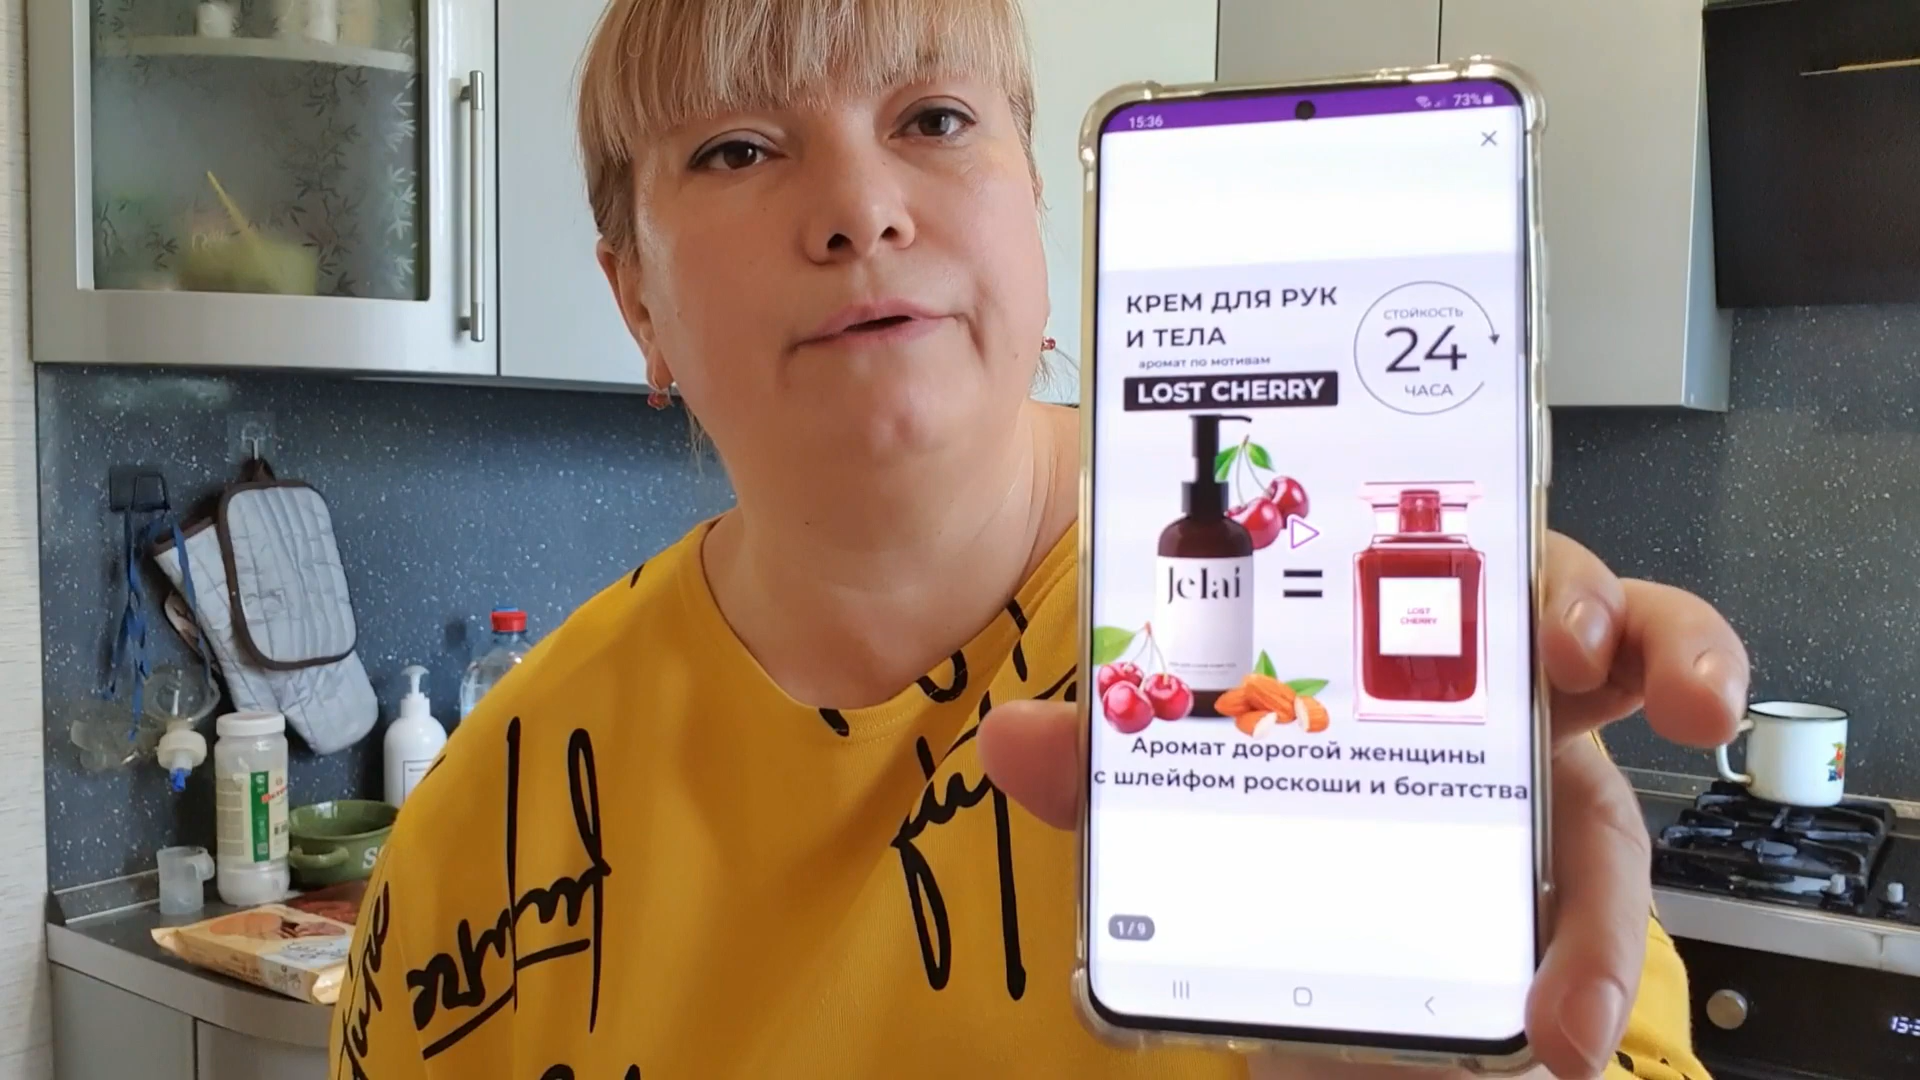 15:36
73%
КРЕМ ДЛЯ РУК
И ТЕЛА
аромат по мотивам
LOST CHERRY
СТОЙКОСТЬ
24
ЧАСА
Jelai
=
LOST
CHERRY
Аромат дорогой женщины
с шлейфом роскоши и богатства
1/9